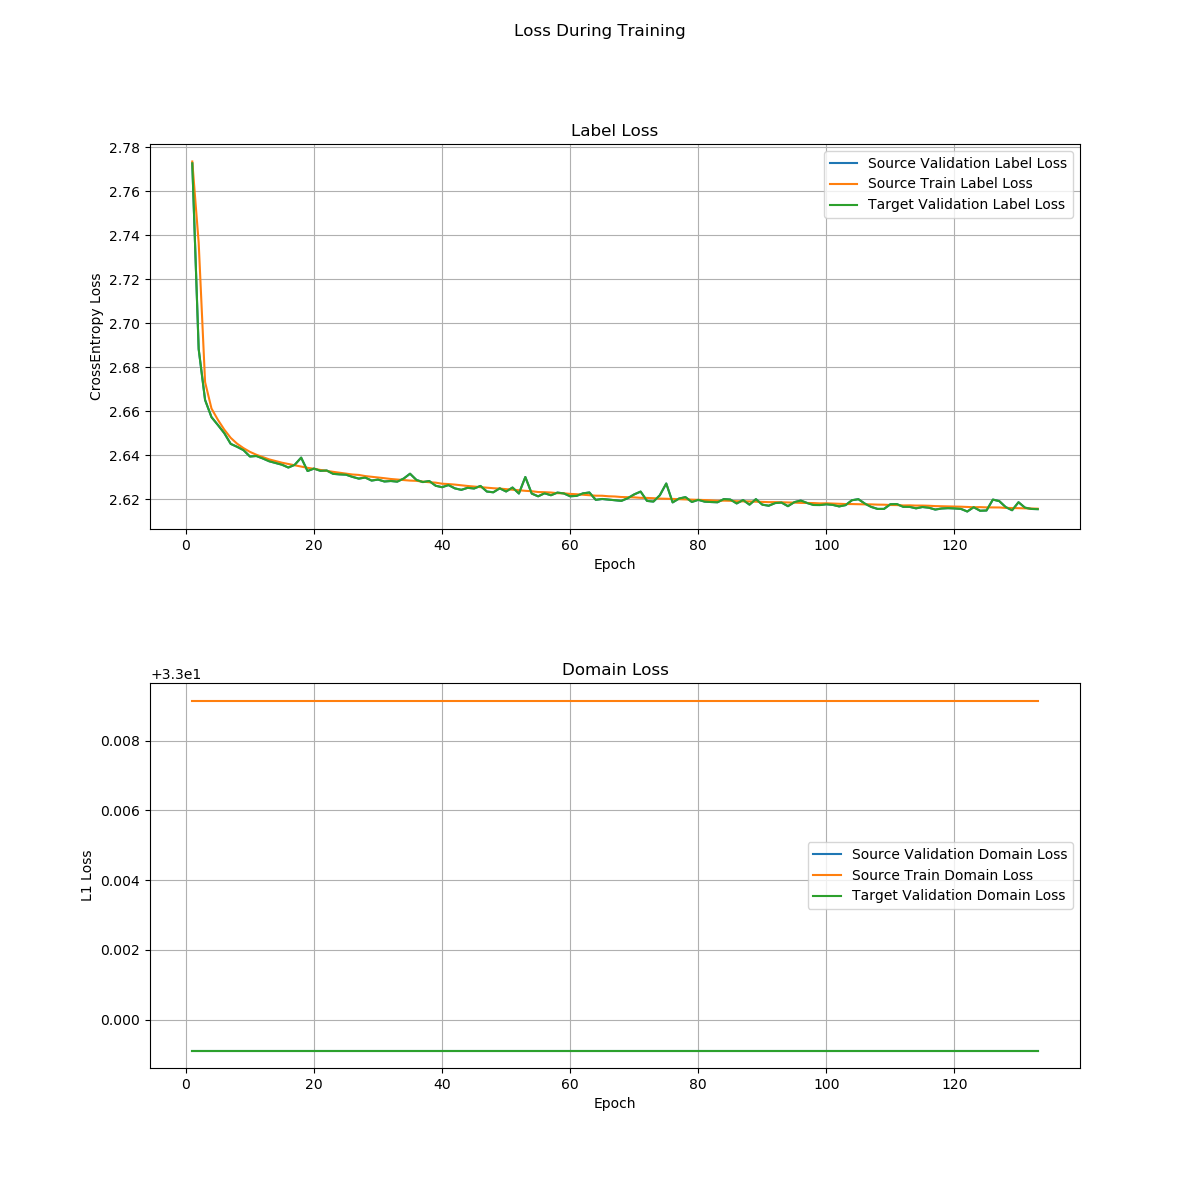 Loss During Training
Label Loss
2.78
2.76
2.74
2.72
2.70
2.68
2.66
2.64
2.62
CrossEntropy Loss
Source Validation Label Loss
Source Train Label Loss
Target Validation Label Loss
0 20 40 60 80 100 120
Epoch
Domain Loss
+3.3e1
0.008
0.006
0.004
0.002
0.000
L1 Loss
Source Validation Domain Loss
Source Train Domain Loss
Target Validation Domain Loss
0 20 40 60 80 100 120
Epoch